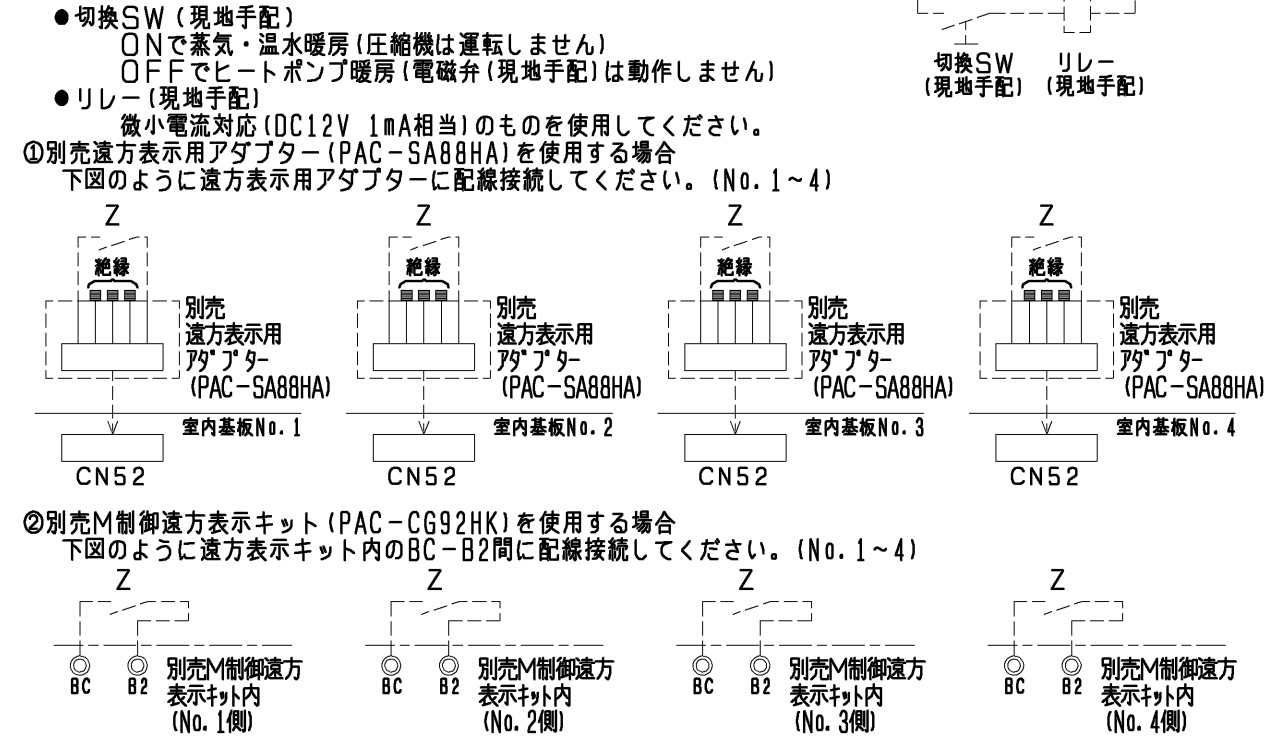 ●切換SW(現地手配)
ONで蒸気・温水暖房(圧縮機は運転しません)
OFFでヒートポンプ暖房(電磁弁(現地手配)は動作しません)
切換SW リレー
(現地手配) (現地手配)
●リレー(現地手配)
微小電流対応(DC12V 1mA相当)のものを使用してください。
①別売遠方表示用アダプター(PAC-SA88HA)を使用する場合
下図のように遠方表示用アダプターに配線接続してください。(No.1~4)
Z Z Z Z
絶縁 絶縁 絶縁 絶縁
別売 別売 別売 別売
遠方表示用 遠方表示用 遠方表示用 遠方表示用
アダプター アダプター アダプター アダプター
(PAC-SA88HA) (PAC-SA88HA) (PAC-SA88HA) (PAC-SA88HA)
室内基板No.1 室内基板No.2 室内基板No.3 室内基板No.4
CN52 CN52 CN52 CN52
②別売M制御遠方表示キット(PAC-CG92HK)を使用する場合
下図のように遠方表示キット内のBC-B2間に配線接続してください。(No.1~4)
Z Z Z Z
BC B2 別売M制御遠方 BC B2 別売M制御遠方 BC B2 別売M制御遠方 BC B2 別売M制御遠方
表示キット内 表示キット内 表示キット内 表示キット内
(No.1側) (No.2側) (No.3側) (No.4側)